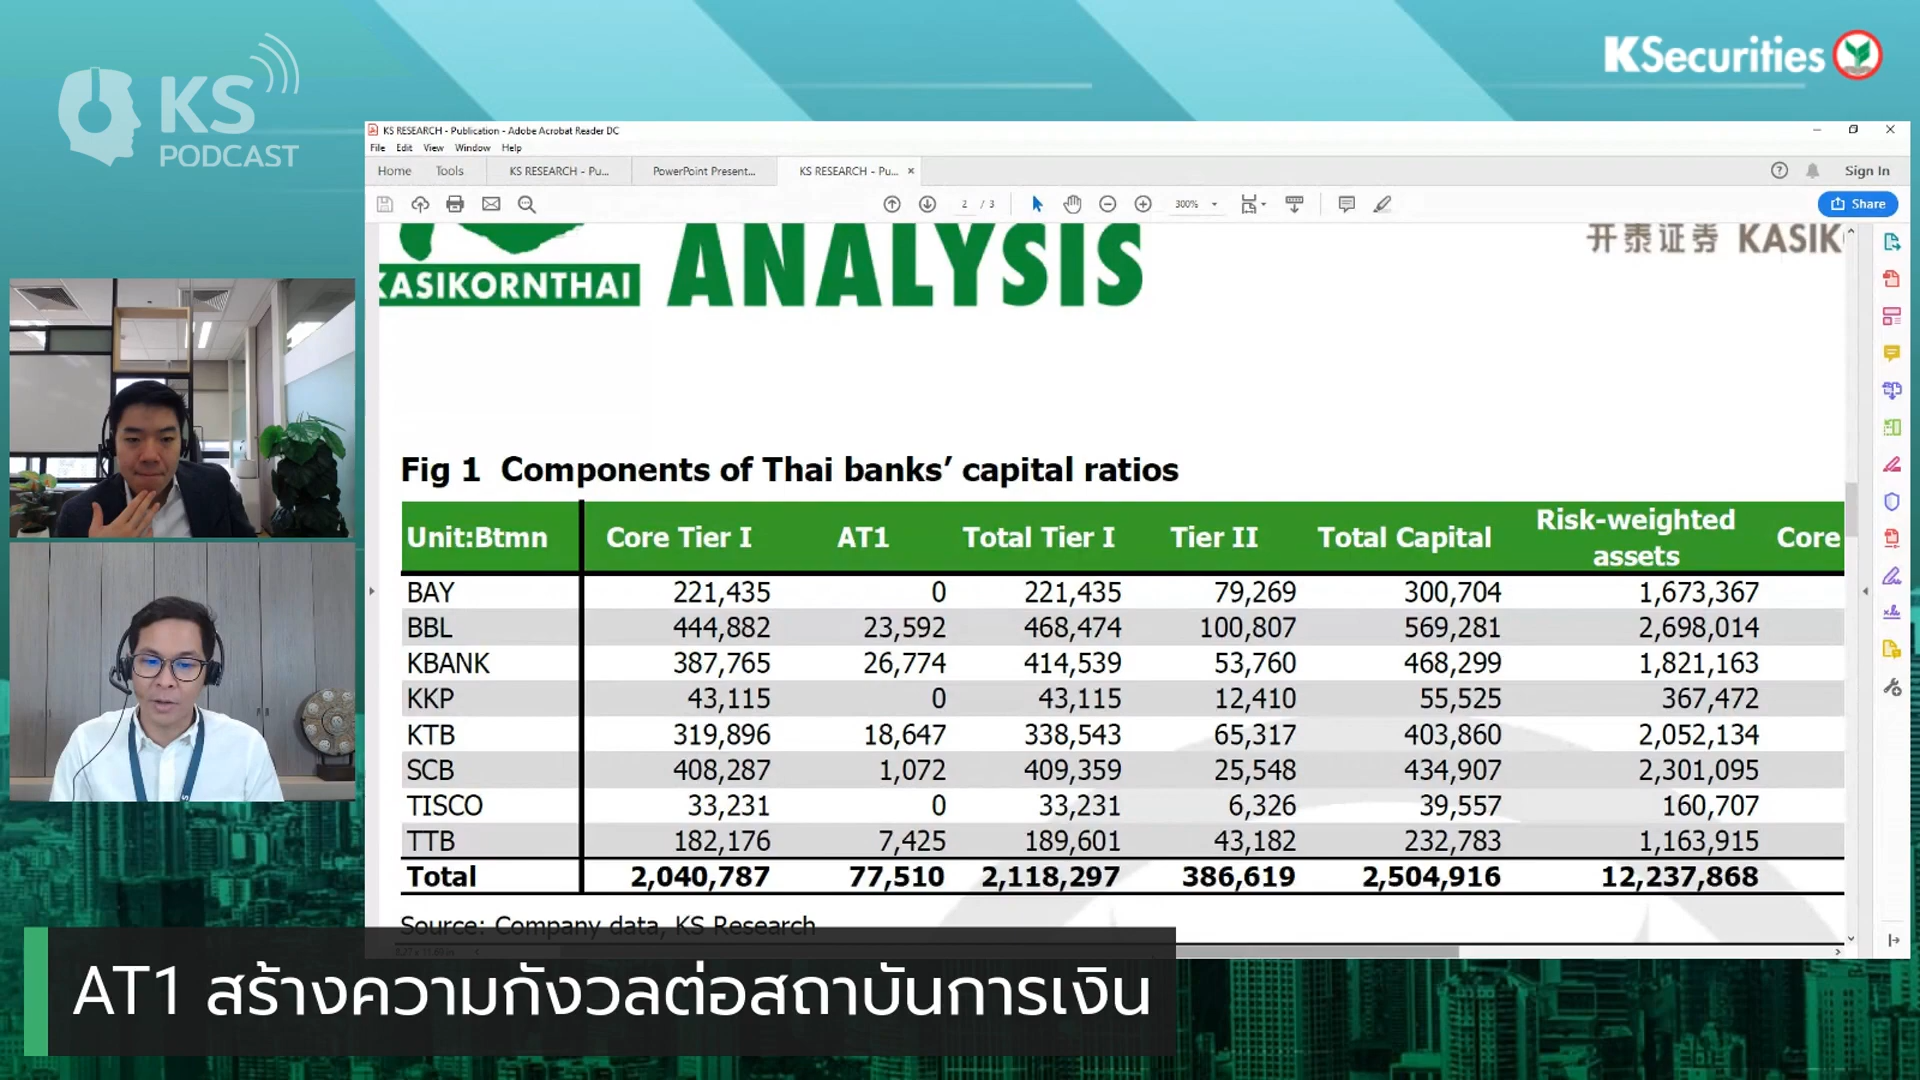 KS
PODCAST
KSecurities
KS RESEARCH - Publication - Adobe Acrobat Reader DC
File Edit View Window Help
Home Tools KS RESEARCH - Pu... PowerPoint Present... KS RESEARCH - Pu... × Sign In
2 / 3 300% Share
KASIKORNTHAI ANALYSIS 开泰证券 KASIK
Fig 1 Components of Thai banks’ capital ratios
Unit:Btmn Core Tier I AT1 Total Tier I Tier II Total Capital Risk-weighted assets Core
BAY 221,435 0 221,435 79,269 300,704 1,673,367
BBL 444,882 23,592 468,474 100,807 569,281 2,698,014
KBANK 387,765 26,774 414,539 53,760 468,299 1,821,163
KKP 43,115 0 43,115 12,410 55,525 367,472
KTB 319,896 18,647 338,543 65,317 403,860 2,052,134
SCB 408,287 1,072 409,359 25,548 434,907 2,301,095
TISCO 33,231 0 33,231 6,326 39,557 160,707
TTB 182,176 7,425 189,601 43,182 232,783 1,163,915
Total 2,040,787 77,510 2,118,297 386,619 2,504,916 12,237,868
Source: Company data, KS Research
AT1 สร้างความกังวลต่อสถาบันการเงิน